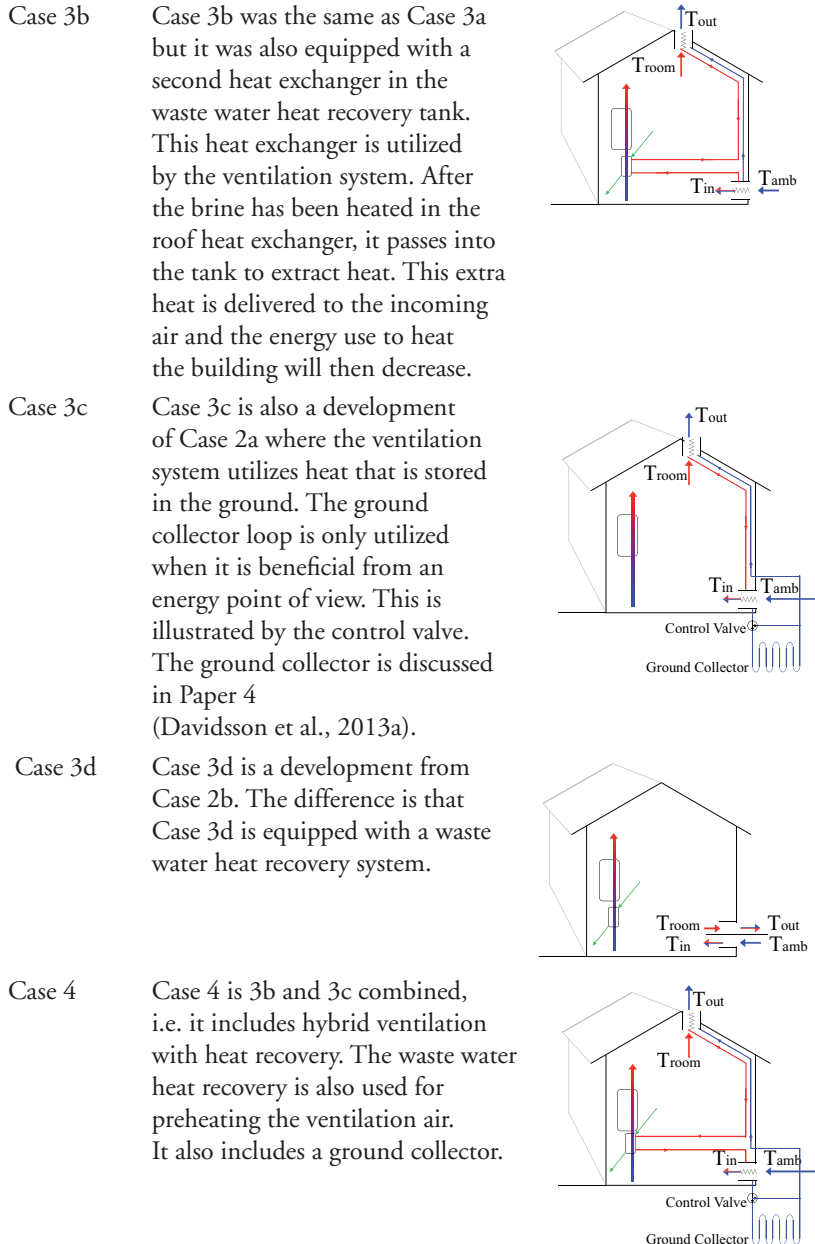 Case 3b
Case 3b was the same as Case 3a
but it was also equipped with a
second heat exchanger in the
waste water heat recovery tank.
This heat exchanger is utilized
by the ventilation system. After
the brine has been heated in the
roof heat exchanger, it passes into
the tank to extract heat. This extra
heat is delivered to the incoming
air and the energy use to heat
the building will then decrease.
Tout
Troom
Tin Tamb
Case 3c
Case 3c is also a development
of Case 2a where the ventilation
system utilizes heat that is stored
in the ground. The ground
collector loop is only utilized
when it is beneficial from an
energy point of view. This is
illustrated by the control valve.
The ground collector is discussed
in Paper 4
(Davidsson et al., 2013a).
Tout
Troom
Tin Tamb
Control Valve
Ground Collector
Case 3d
Case 3d is a development from
Case 2b. The difference is that
Case 3d is equipped with a waste
water heat recovery system.
Troom Tout
Tin Tamb
Case 4
Case 4 is 3b and 3c combined,
i.e. it includes hybrid ventilation
with heat recovery. The waste water
heat recovery is also used for
preheating the ventilation air.
It also includes a ground collector.
Tout
Troom
Tin Tamb
Control Valve
Ground Collector